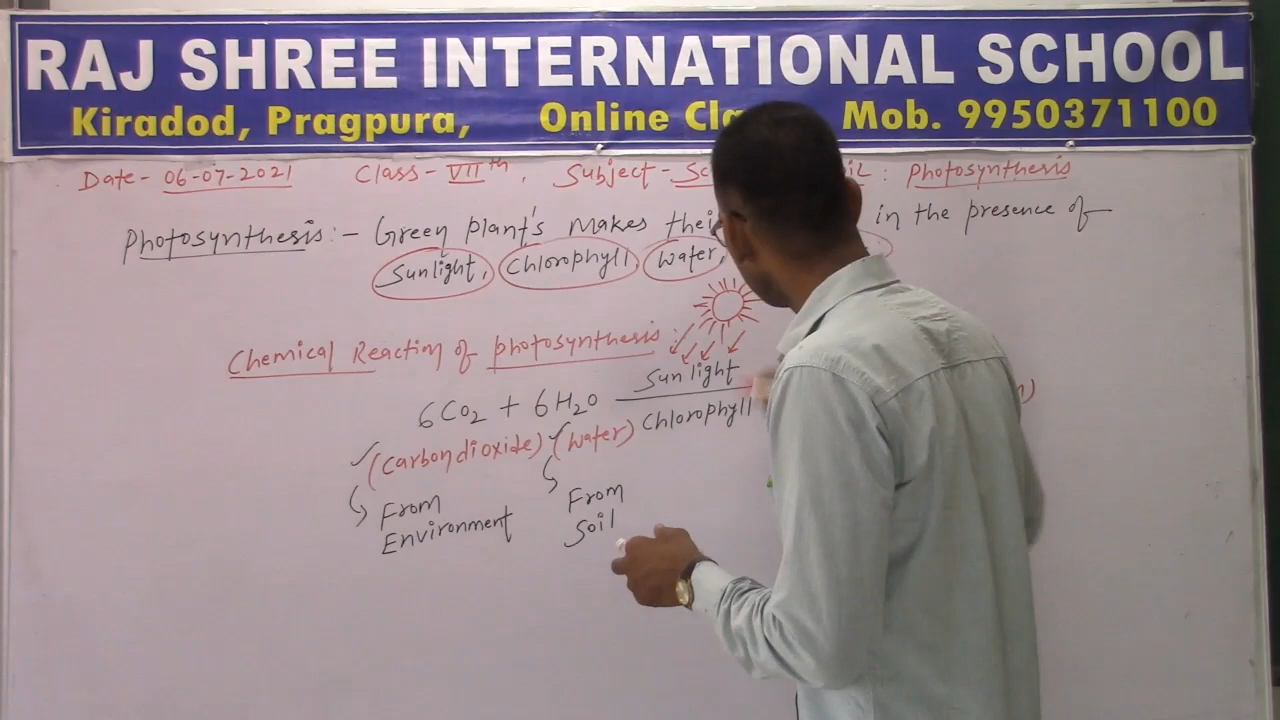 RAJ SHREE INTERNATIONAL SCHOOL
Kiradod, Pragpura, Online Cla Mob. 9950371100
Date- 06-07-2021 Class- VIIth, Subject- Sc : Photosynthesis
Photosynthesis:- Green plant's makes thei in the presence of
Sunlight, Chlorophyll, Water,
Chemical Reaction of photosynthesis:
Sunlight
6CO2 + 6H2O
Chlorophyll
(Carbondioxide) (Water)
From From
Environment Soil